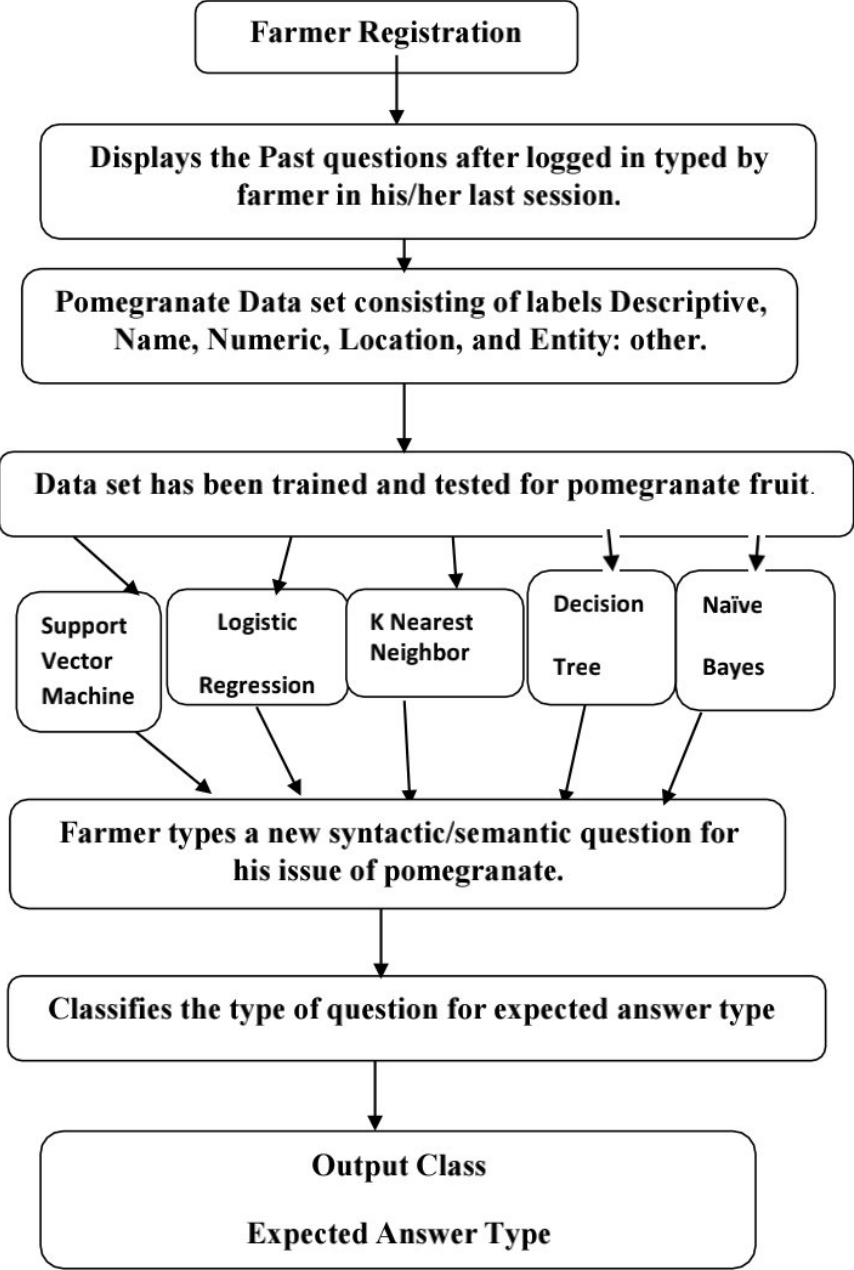 Farmer Registration
Displays the Past questions after logged in typed by
farmer in his/her last session.
Pomegranate Data set consisting of labels Descriptive,
Name, Numeric, Location, and Entity: other.
Data set has been trained and tested for pomegranate fruit.
Support
Vector
Machine
Logistic
Regression
K Nearest
Neighbor
Decision
Tree
Naïve
Bayes
Farmer types a new syntactic/semantic question for
his issue of pomegranate.
Classifies the type of question for expected answer type
Output Class
Expected Answer Type